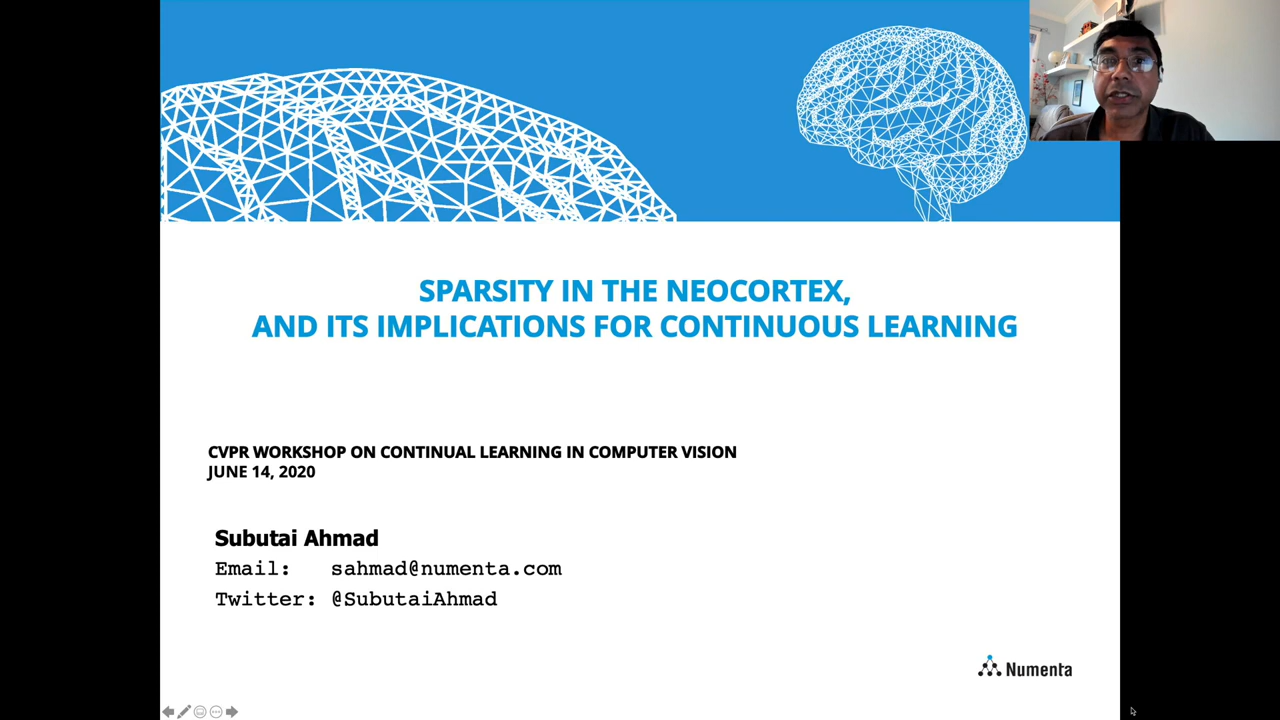 SPARSITY IN THE NEOCORTEX,
AND ITS IMPLICATIONS FOR CONTINUOUS LEARNING
CVPR WORKSHOP ON CONTINUAL LEARNING IN COMPUTER VISION
JUNE 14, 2020
Subutai Ahmad
Email: sahmad@numenta.com
Twitter: @SubutaiAhmad
Numenta